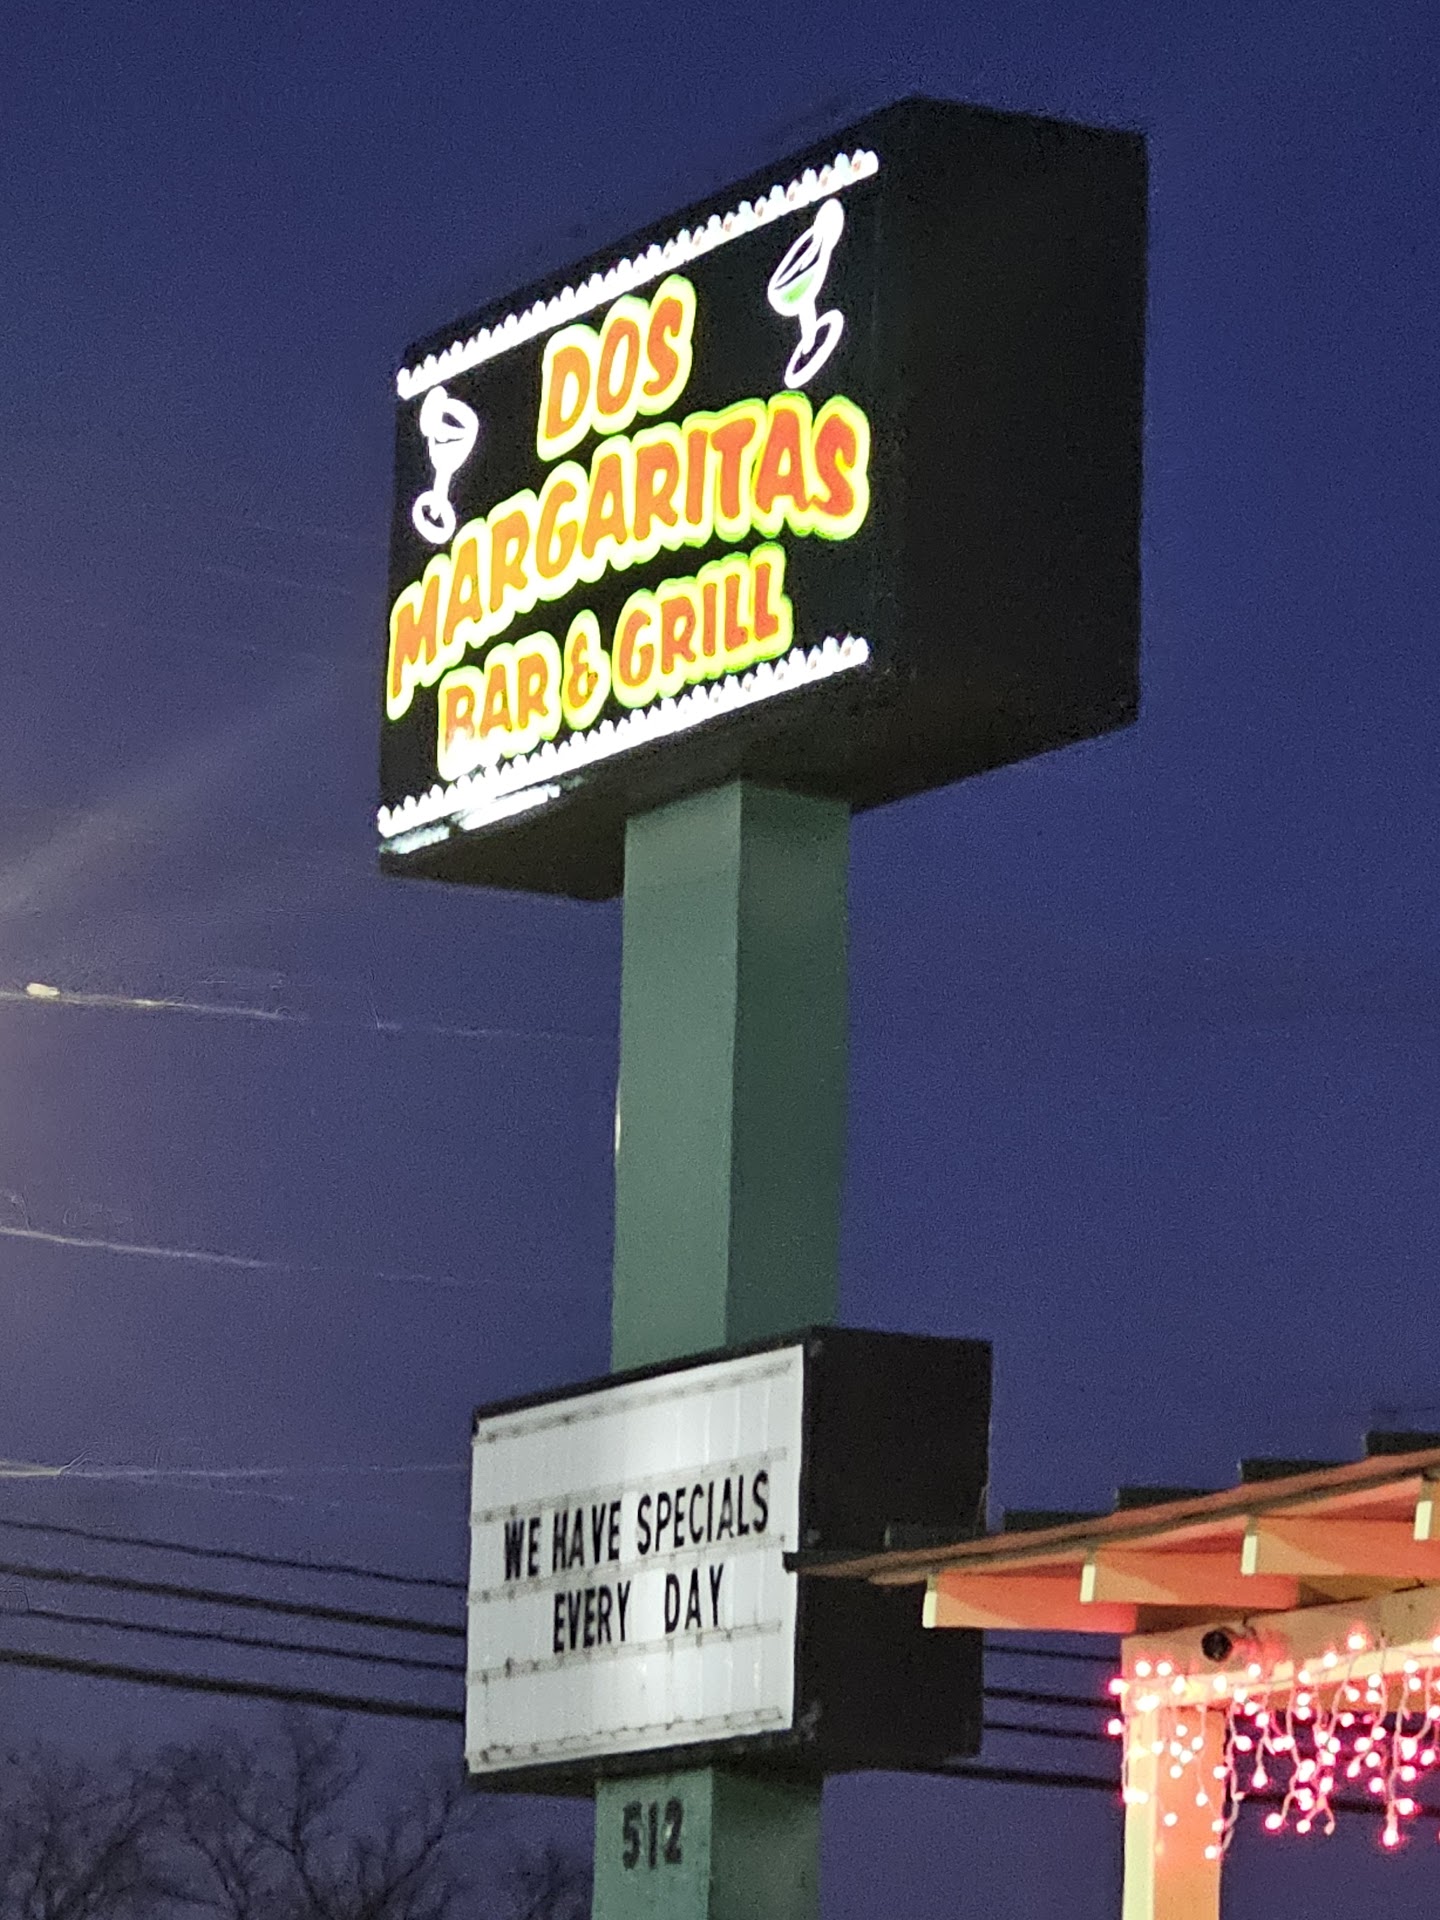 DOS
MARGARITAS
BAR & GRILL
WE HAVE SPECIALS
EVERY DAY
512